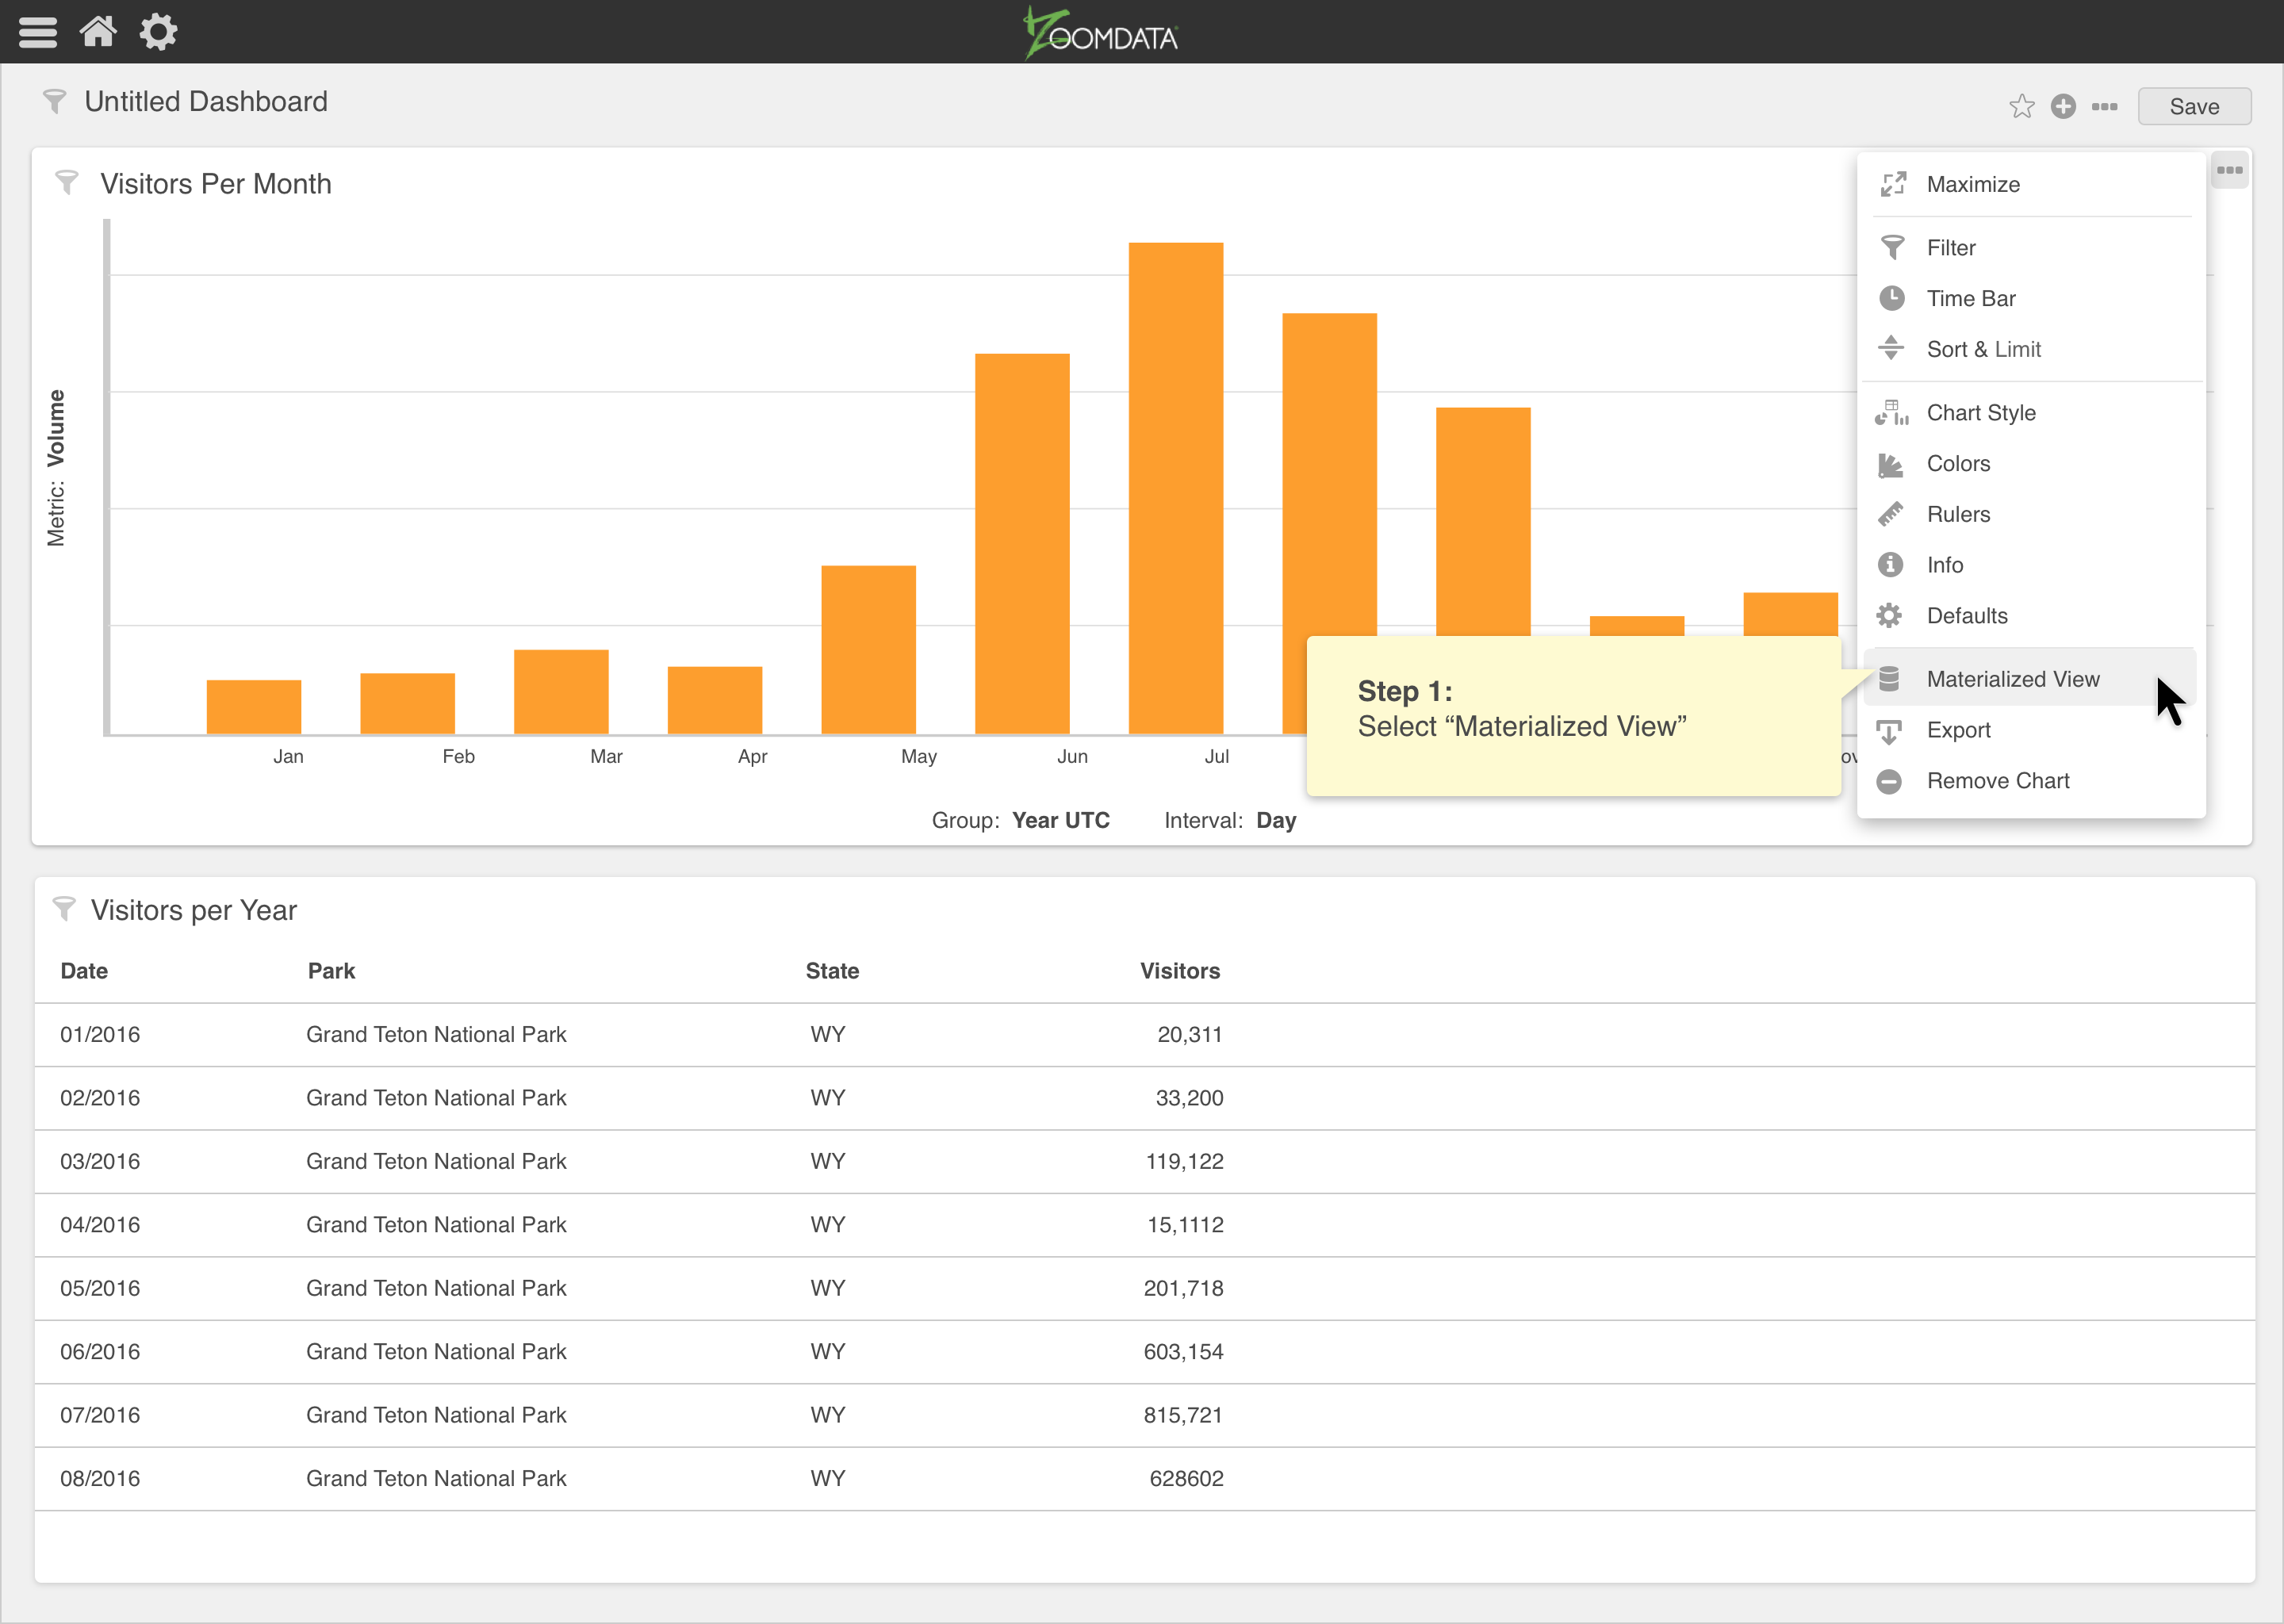 ZOOMDATA
Untitled Dashboard
Save
Visitors Per Month
Metric: Volume
Jan Feb Mar Apr May Jun Jul
Group: Year UTC Interval: Day
Maximize
Filter
Time Bar
Sort & Limit
Chart Style
Colors
Rulers
Info
Defaults
Materialized View
Export
Remove Chart
Step 1:
Select “Materialized View”
Visitors per Year
Date Park State Visitors
01/2016 Grand Teton National Park WY 20,311
02/2016 Grand Teton National Park WY 33,200
03/2016 Grand Teton National Park WY 119,122
04/2016 Grand Teton National Park WY 15,1112
05/2016 Grand Teton National Park WY 201,718
06/2016 Grand Teton National Park WY 603,154
07/2016 Grand Teton National Park WY 815,721
08/2016 Grand Teton National Park WY 628602